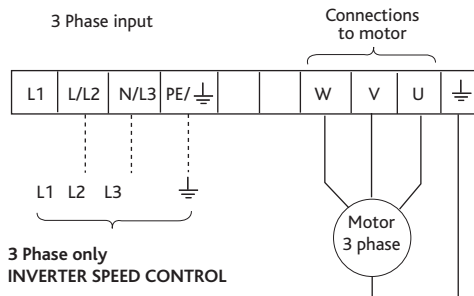 3 Phase input
Connections
to motor
L1 L/L2 N/L3 PE/ W V U
L1 L2 L3
Motor
3 phase
3 Phase only
INVERTER SPEED CONTROL